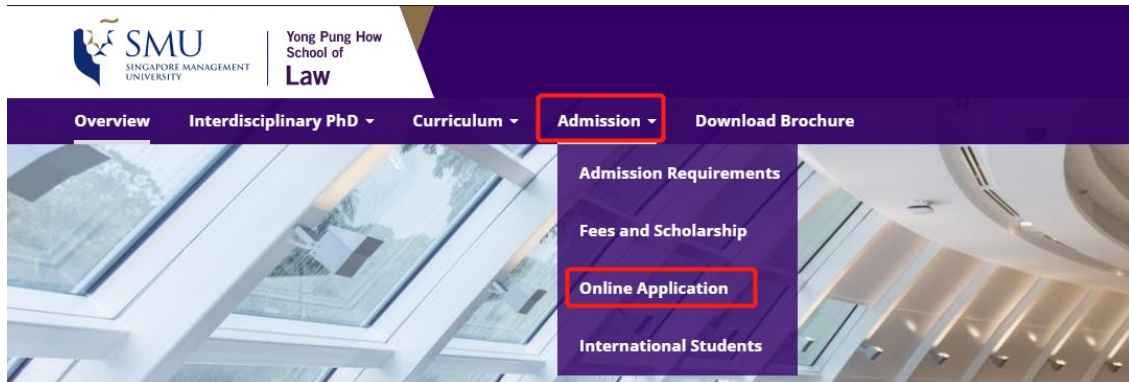 SMU
SINGAPORE MANAGEMENT
UNIVERSITY
Yong Pung How
School of
Law
Overview
Interdisciplinary PhD
Curriculum
Admission
Download Brochure
Admission Requirements
Fees and Scholarship
Online Application
International Students